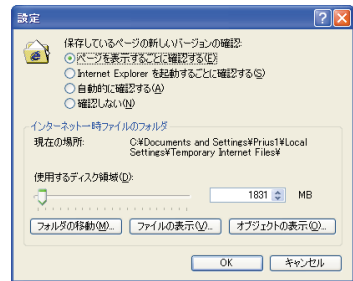 設定
保存しているページの新しいバージョンの確認:
ページを表示するごとに確認する(E)
Internet Explorer を起動するごとに確認する(S)
自動的に確認する(A)
確認しない(N)
インターネット一時ファイルのフォルダ
現在の場所: C:¥Documents and Settings¥Prius1¥Local
Settings¥Temporary Internet Files¥
使用するディスク領域(D):
1831 MB
フォルダの移動(M)... ファイルの表示(V)... オブジェクトの表示(O)...
OK キャンセル